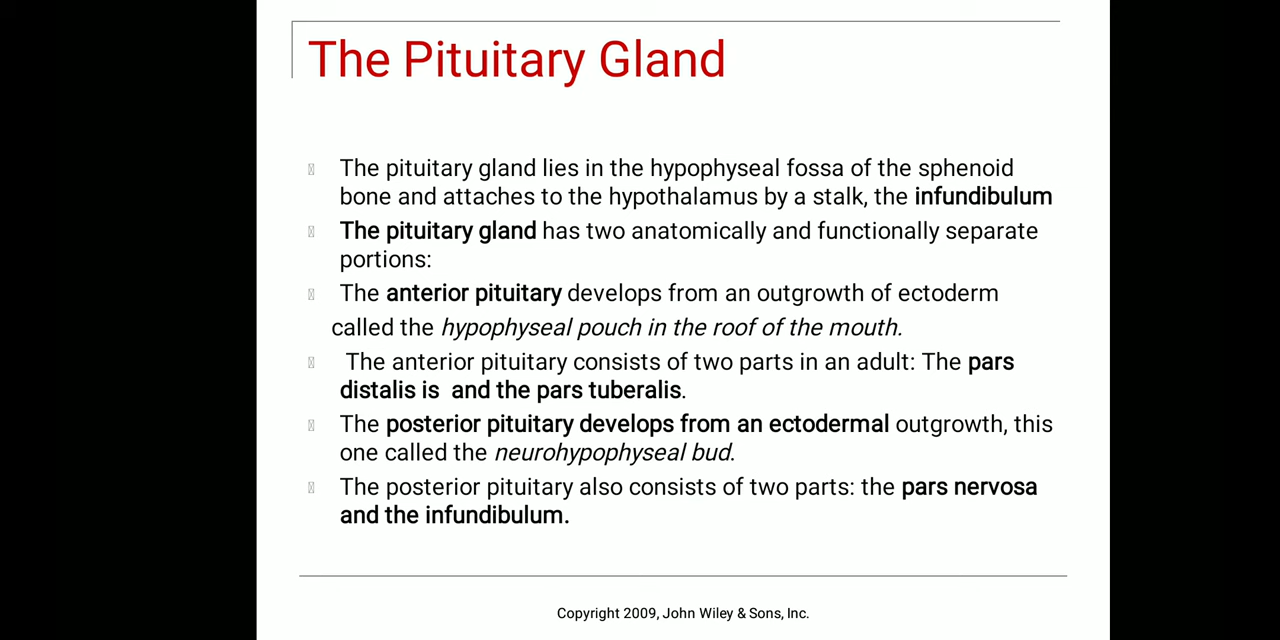 The Pituitary Gland
The pituitary gland lies in the hypophyseal fossa of the sphenoid
bone and attaches to the hypothalamus by a stalk, the infundibulum
The pituitary gland has two anatomically and functionally separate
portions:
The anterior pituitary develops from an outgrowth of ectoderm
called the hypophyseal pouch in the roof of the mouth.
The anterior pituitary consists of two parts in an adult: The pars
distalis is and the pars tuberalis.
The posterior pituitary develops from an ectodermal outgrowth, this
one called the neurohypophyseal bud.
The posterior pituitary also consists of two parts: the pars nervosa
and the infundibulum.
Copyright 2009, John Wiley & Sons, Inc.